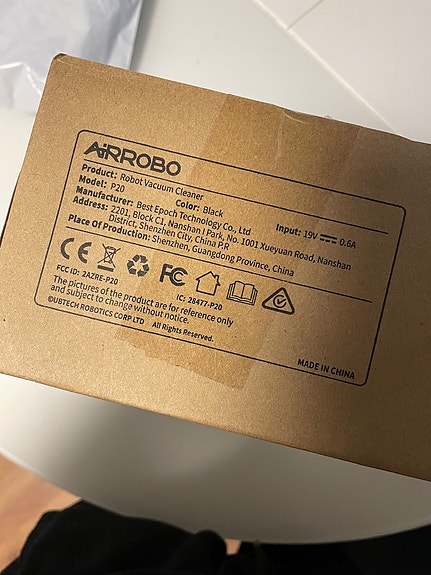 AiRROBO
Product: Robot Vacuum Cleaner
Model: P20 Color: Black Input: 19V 0.6A
Manufacturer: Best Epoch Technology Co., Ltd
Address: 2201, Block C1, Nanshan I Park, No. 1001 Xueyuan Road, Nanshan
District, Shenzhen City, China P,R
Place Of Production: Shenzhen, Guangdong Province, China
CE FC
FCC ID: 2AZRE-P20 IC: 28477-P20
The pictures of the product are for reference only
and subject to change without notice.
©UBTECH ROBOTICS CORP LTD All Rights Reserved.
MADE IN CHINA